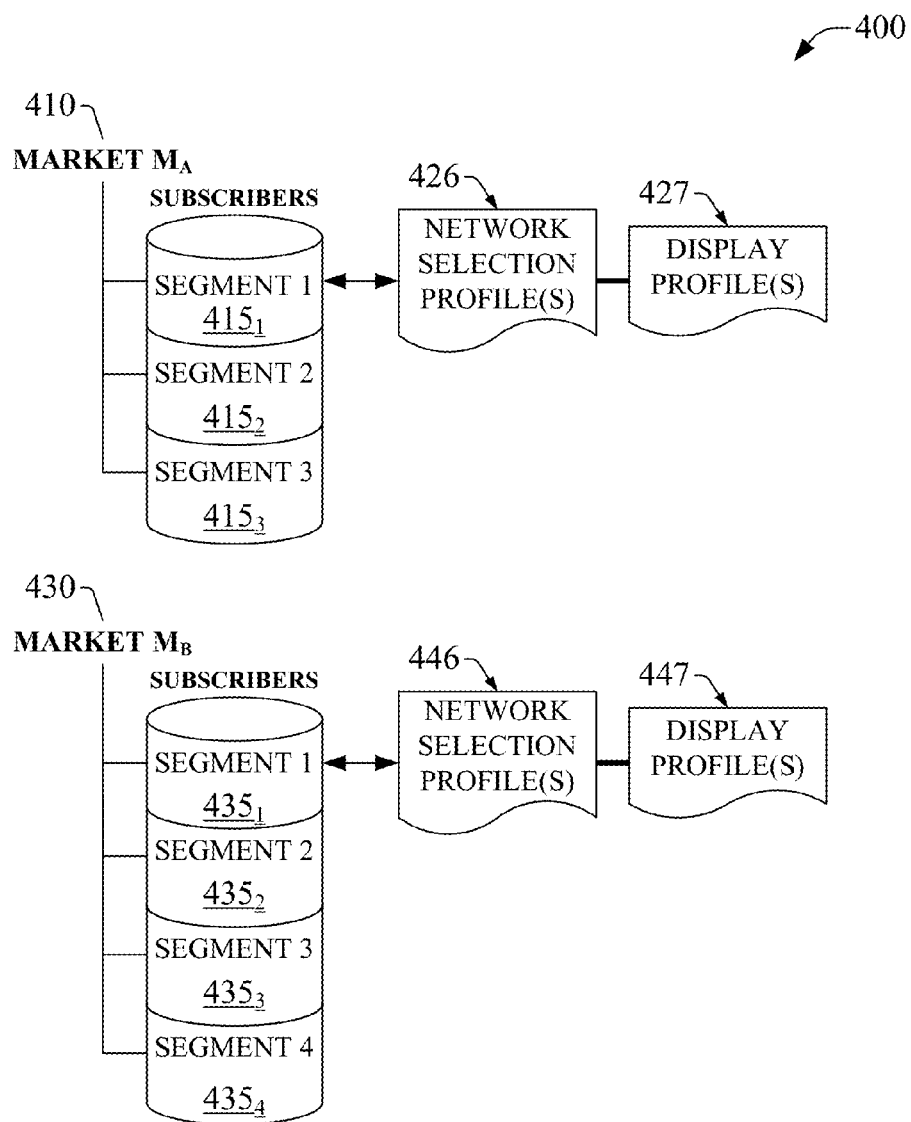 400
410
MARKET MA
SUBSCRIBERS
SEGMENT 1
4151
SEGMENT 2
4152
SEGMENT 3
4153
426
NETWORK
SELECTION
PROFILE(S)
427
DISPLAY
PROFILE(S)
430
MARKET MB
SUBSCRIBERS
SEGMENT 1
4351
SEGMENT 2
4352
SEGMENT 3
4353
SEGMENT 4
4354
446
NETWORK
SELECTION
PROFILE(S)
447
DISPLAY
PROFILE(S)